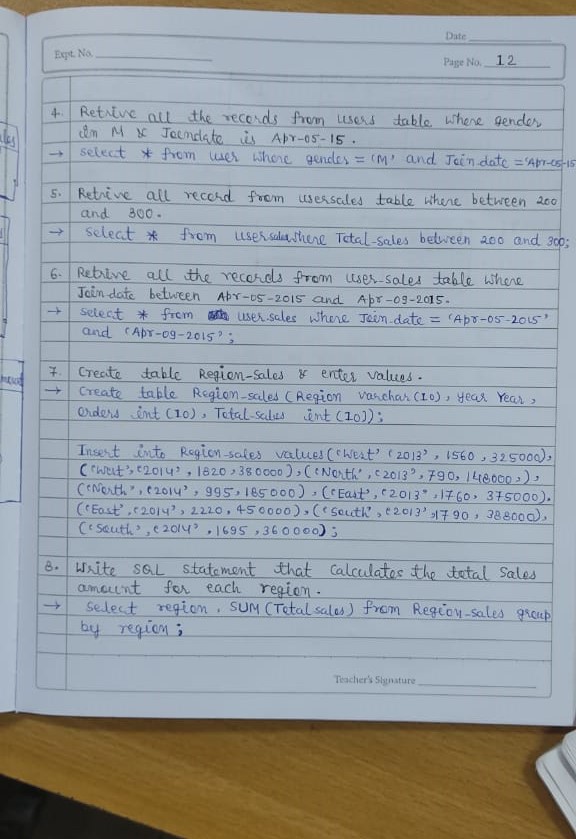 Date
Expt. No.
Page No. 12
4. Retrive all the records from users table where gender
in M & Joindate is Apr-05-15.
→ select * from user where gender = 'M' and Join date = 'Apr-05-15
5. Retrive all record from usersales table where between 200
and 300.
→ select * from usersales where Total-sales between 200 and 300;
6. Retrive all the records from user-sales table where
Join-date between Apr-05-2015 and Apr-09-2015.
→ select * from user sales where Join-date = 'Apr-05-2015'
and 'Apr-09-2015';
7. Create table Region-sales & enter values.
→ Create table Region-sales (Region varchar (10), year Year,
orders int (10), Total-sales int (10));
Insert into Region-sales values ('West' '2013', 1560, 325000),
('West', '2014', 1820, 380000), ('North', '2013', 790, 148000,),
('North', '2014', 995, 185000), ('East', '2013', 1760, 375000),
('East', '2014', 2220, 450000), ('South', '2013', 1790, 388000),
('South', '2014', 1695, 360000);
8. Write SQL statement that calculates the total sales
amount for each region.
→ Select region, SUM (Total sales) from Region-sales group
by region;
Teacher's Signature